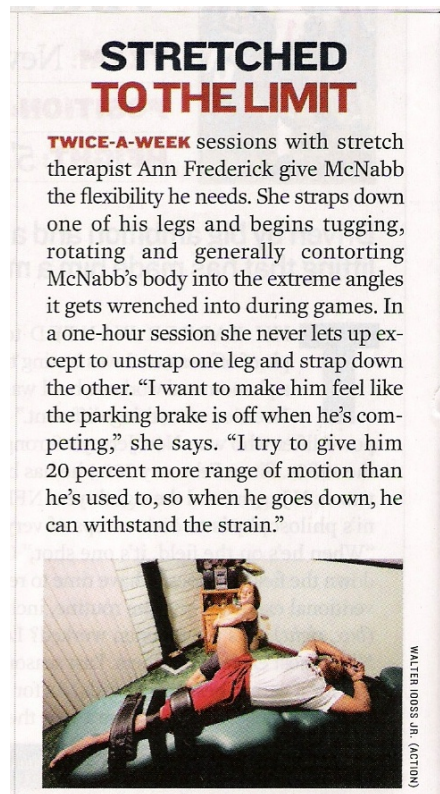 STRETCHED
TO THE LIMIT
TWICE-A-WEEK sessions with stretch
therapist Ann Frederick give McNabb
the flexibility he needs. She straps down
one of his legs and begins tugging,
rotating and generally contorting
McNabb's body into the extreme angles
it gets wrenched into during games. In
a one-hour session she never lets up ex-
cept to unstrap one leg and strap down
the other. “I want to make him feel like
the parking brake is off when he's com-
peting,” she says. “I try to give him
20 percent more range of motion than
he's used to, so when he goes down, he
can withstand the strain.”
WALTER IOOSS JR. (ACTION)